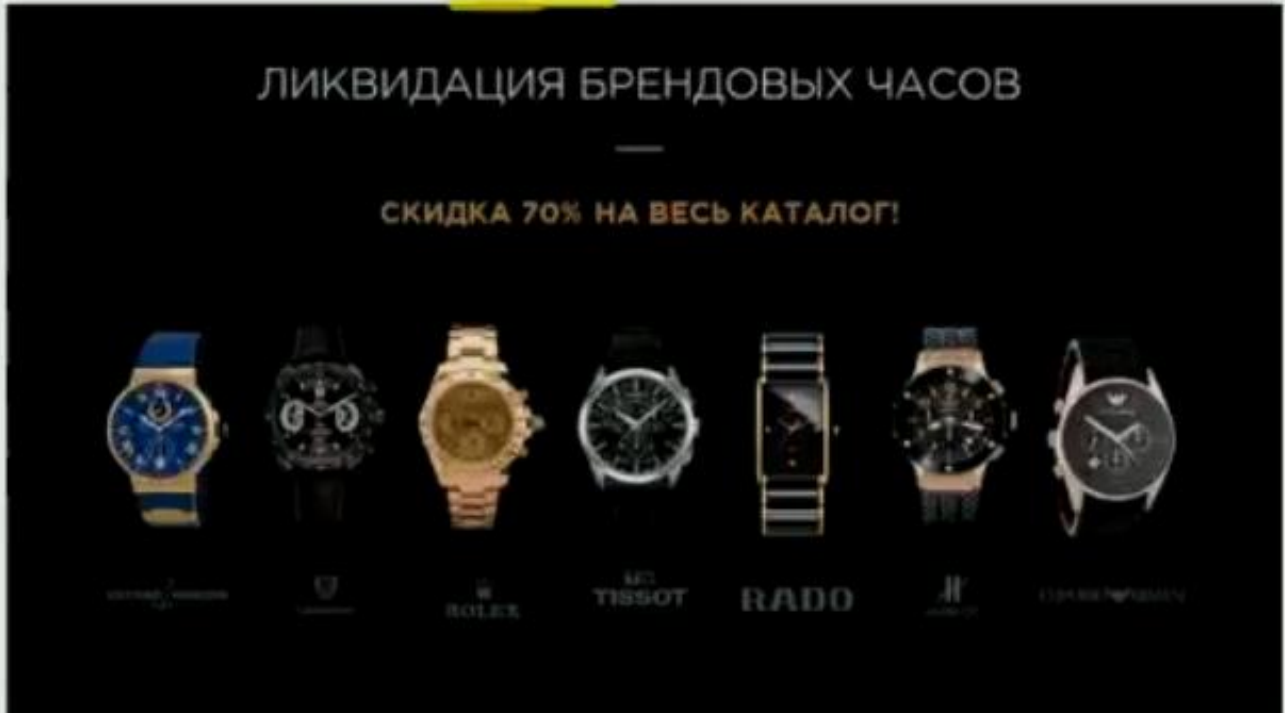 ЛИКВИДАЦИЯ БРЕНДОВЫХ ЧАСОВ
СКИДКА 70% НА ВЕСЬ КАТАЛОГ!
ROLEX
TISSOT
RADO